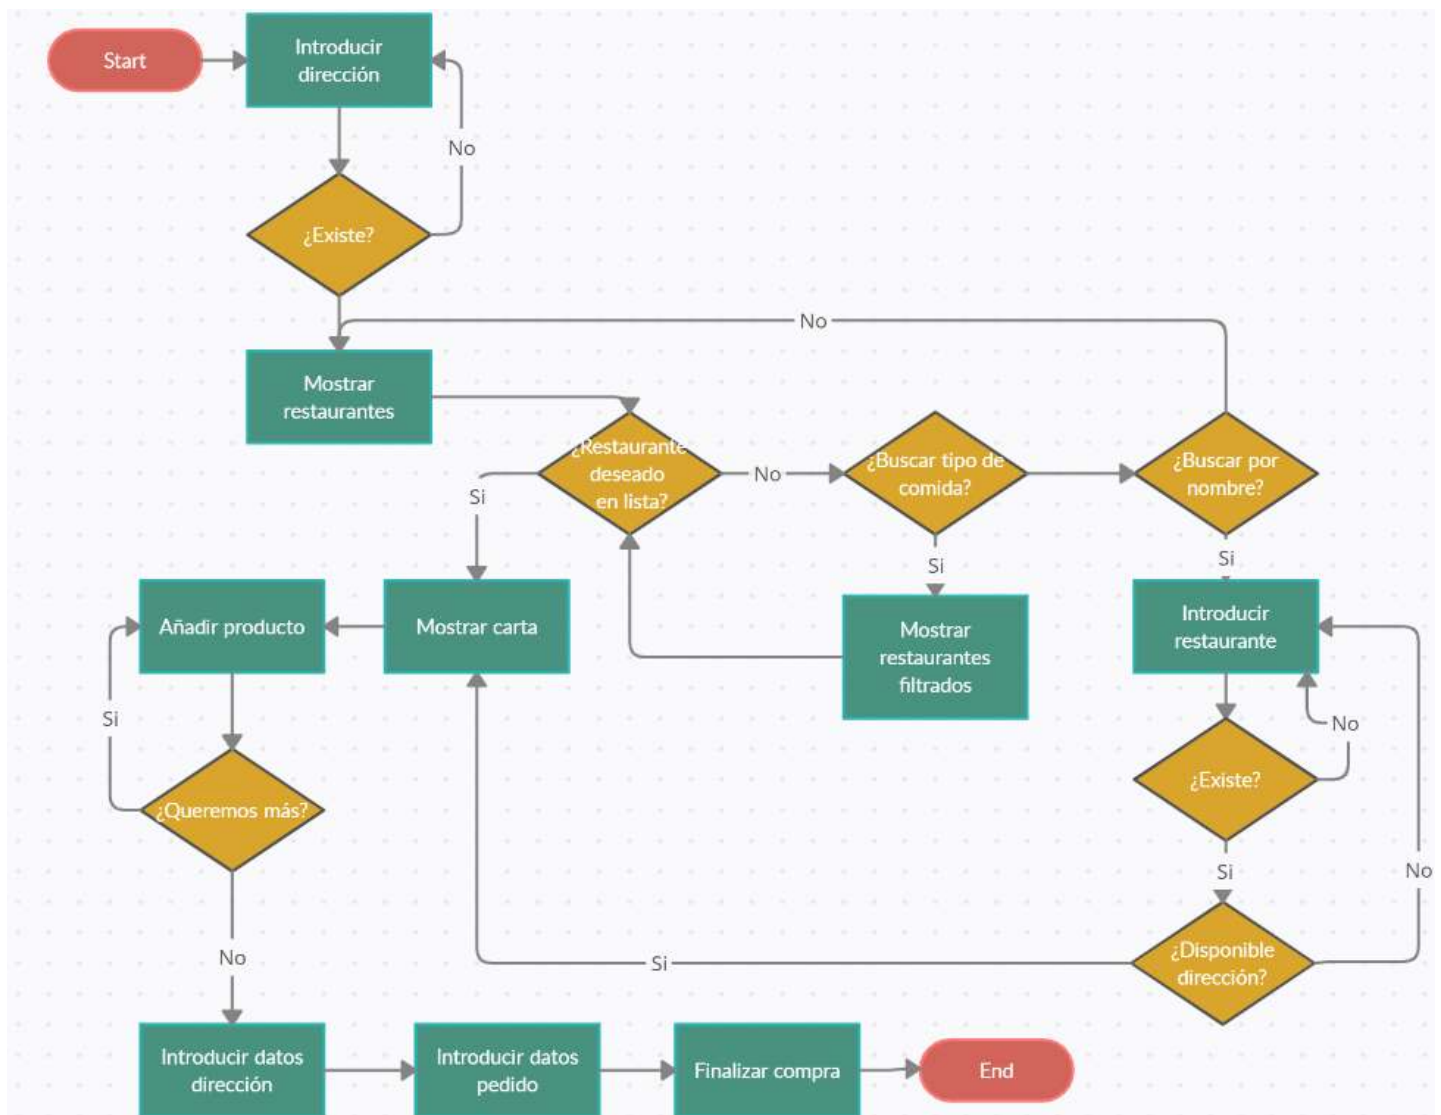 Start
Introducir
dirección
No
¿Existe?
No
Mostrar
restaurantes
¿Restaurante
deseado
en lista?
No
¿Buscar tipo de
comida?
¿Buscar por
nombre?
Si
Si
Si
Añadir producto
Mostrar carta
Mostrar
restaurantes
filtrados
Introducir
restaurante
Si
No
¿Queremos más?
¿Existe?
Si
No
No
Si
¿Disponible
dirección?
Introducir datos
dirección
Introducir datos
pedido
Finalizar compra
End